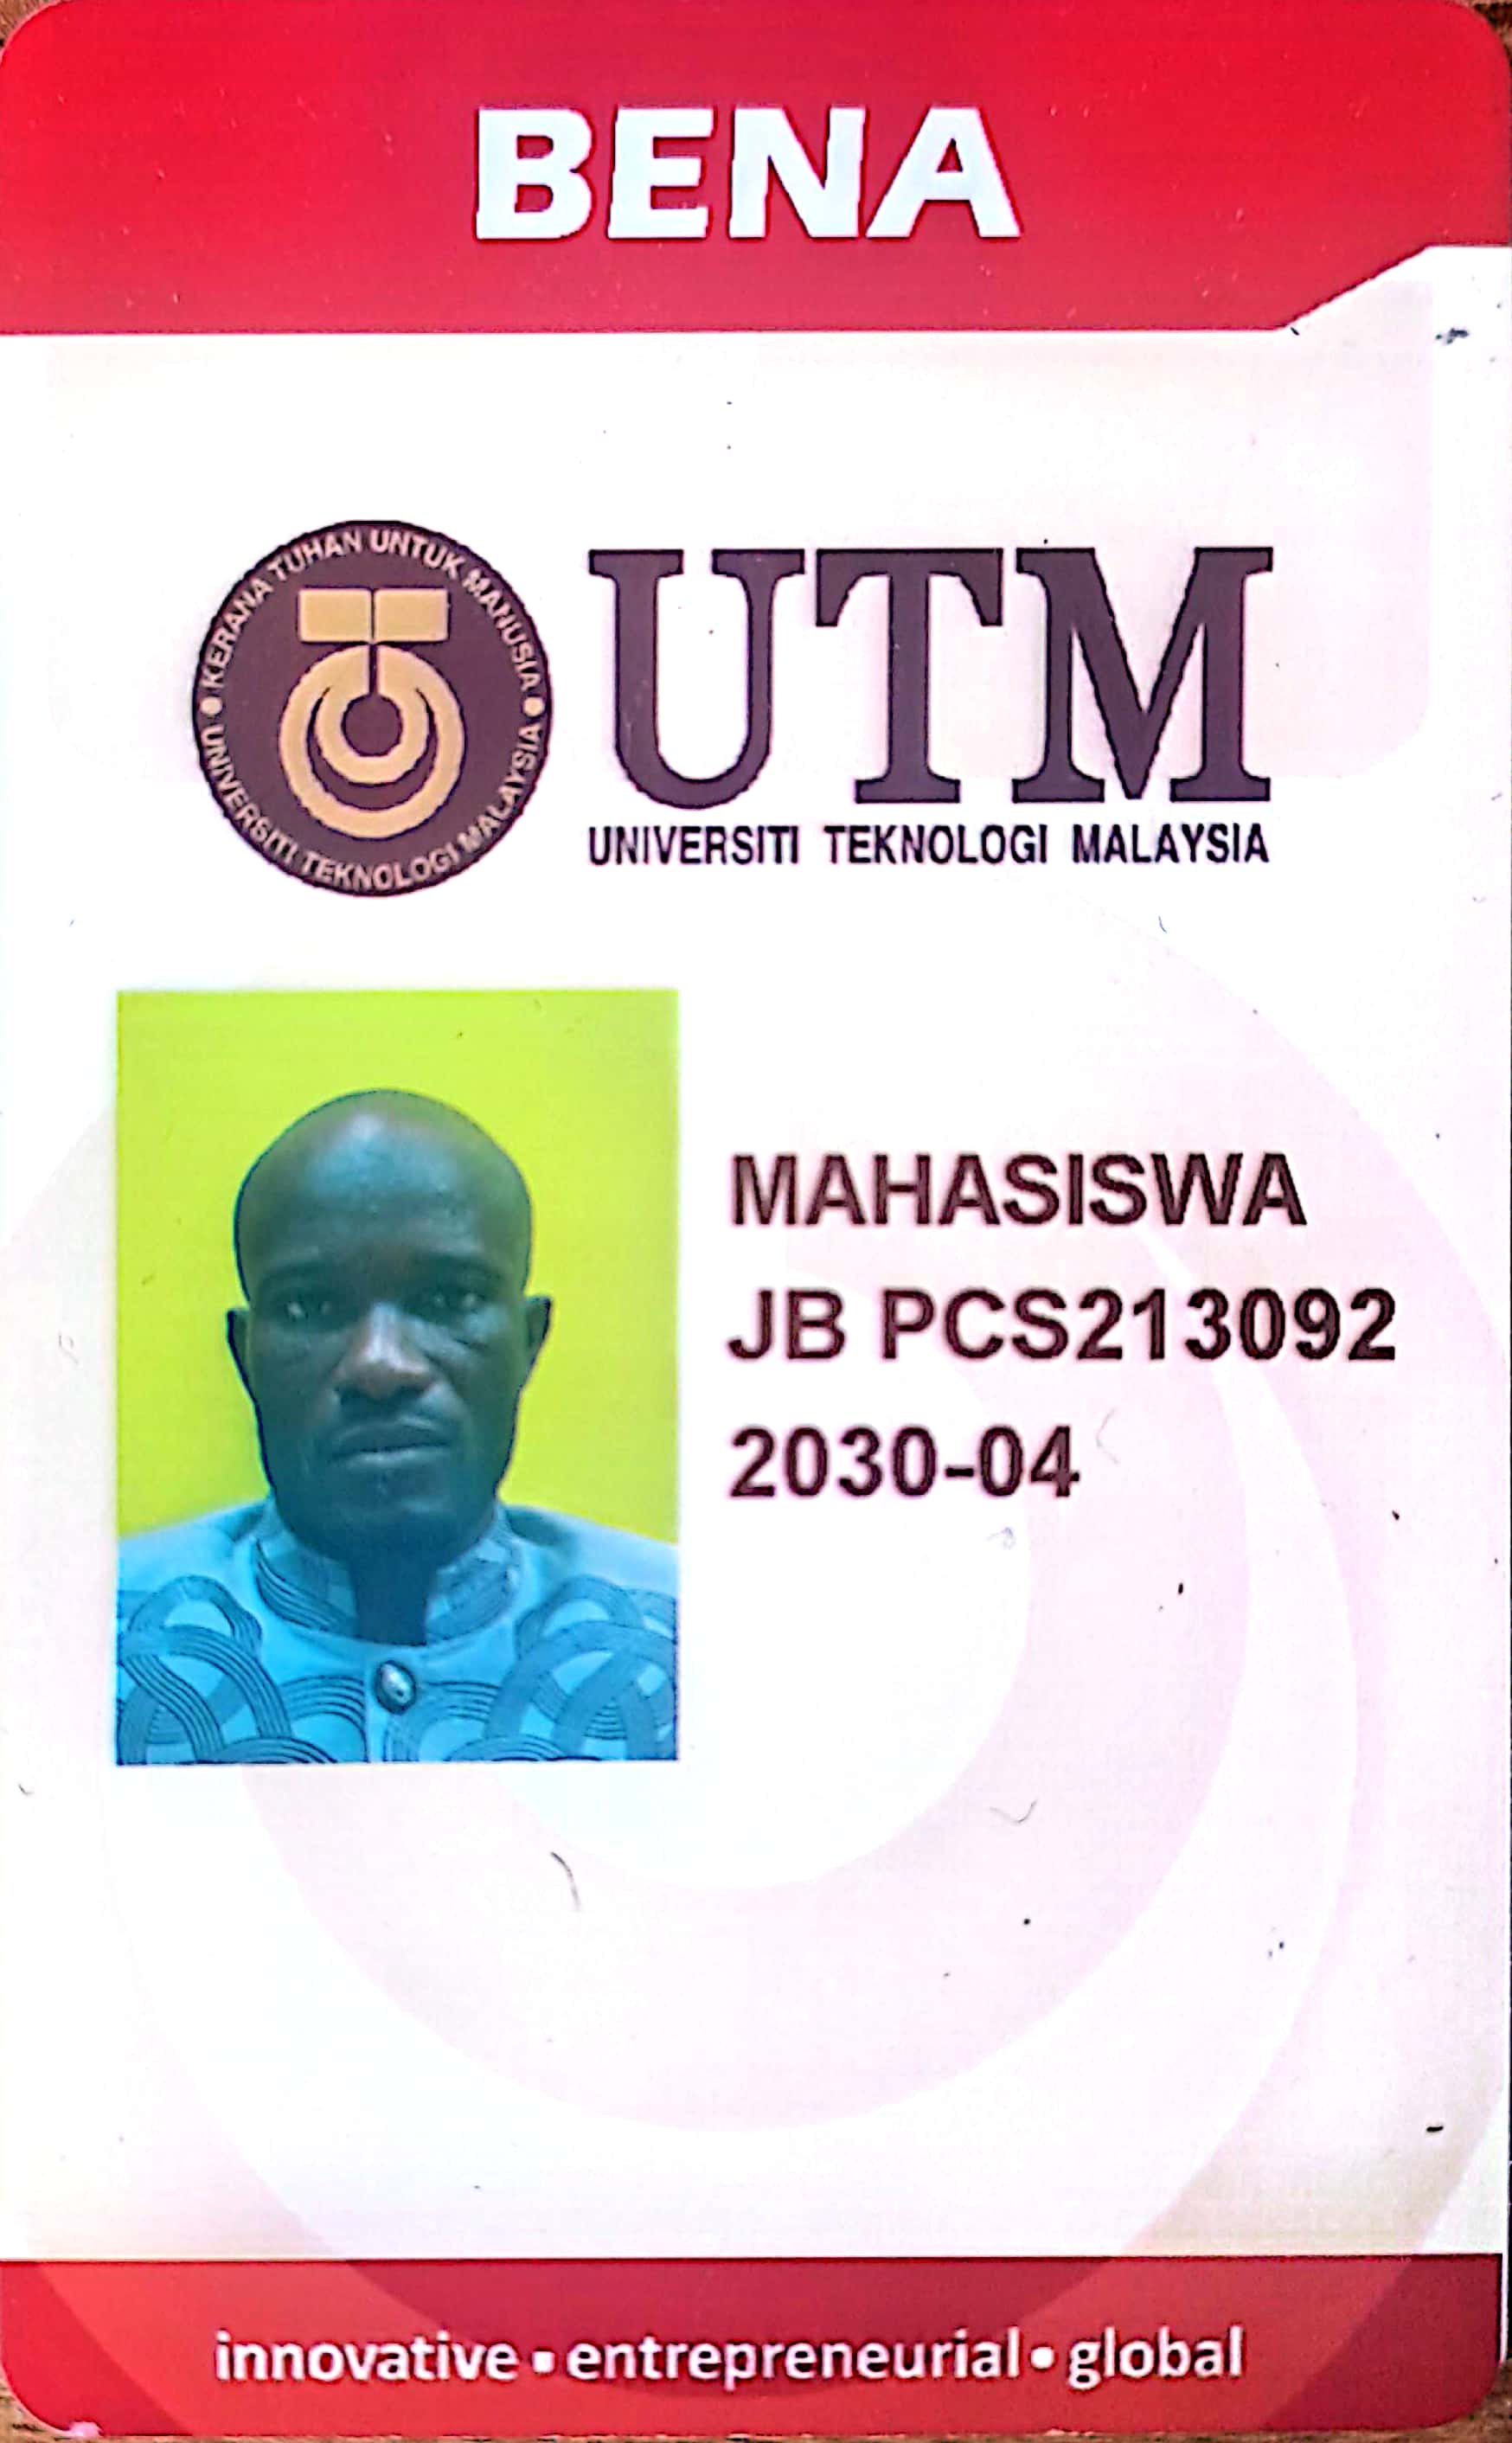 BENA
KERANA TUHAN UNTUK MANUSIA
UNIVERSITI TEKNOLOGI MALAYSIA
UTM
UNIVERSITI TEKNOLOGI MALAYSIA
MAHASISWA
JB PCS213092
2030-04
innovative • entrepreneurial • global